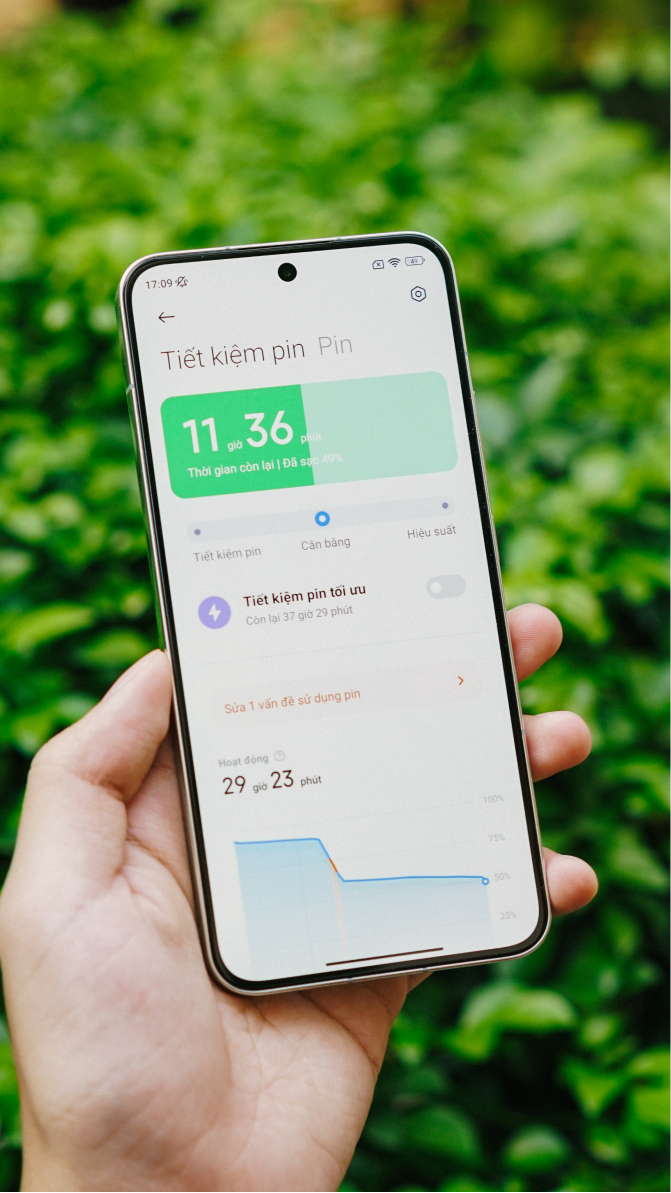 17:09
49
Tiết kiệm pin Pin
11 giờ 36 phút
Thời gian còn lại | Đã sạc 49%
Tiết kiệm pin Cân bằng Hiệu suất
Tiết kiệm pin tối ưu
Còn lại 37 giờ 29 phút
Sửa 1 vấn đề sử dụng pin
Hoạt động ?
29 giờ 23 phút
100%
75%
50%
25%